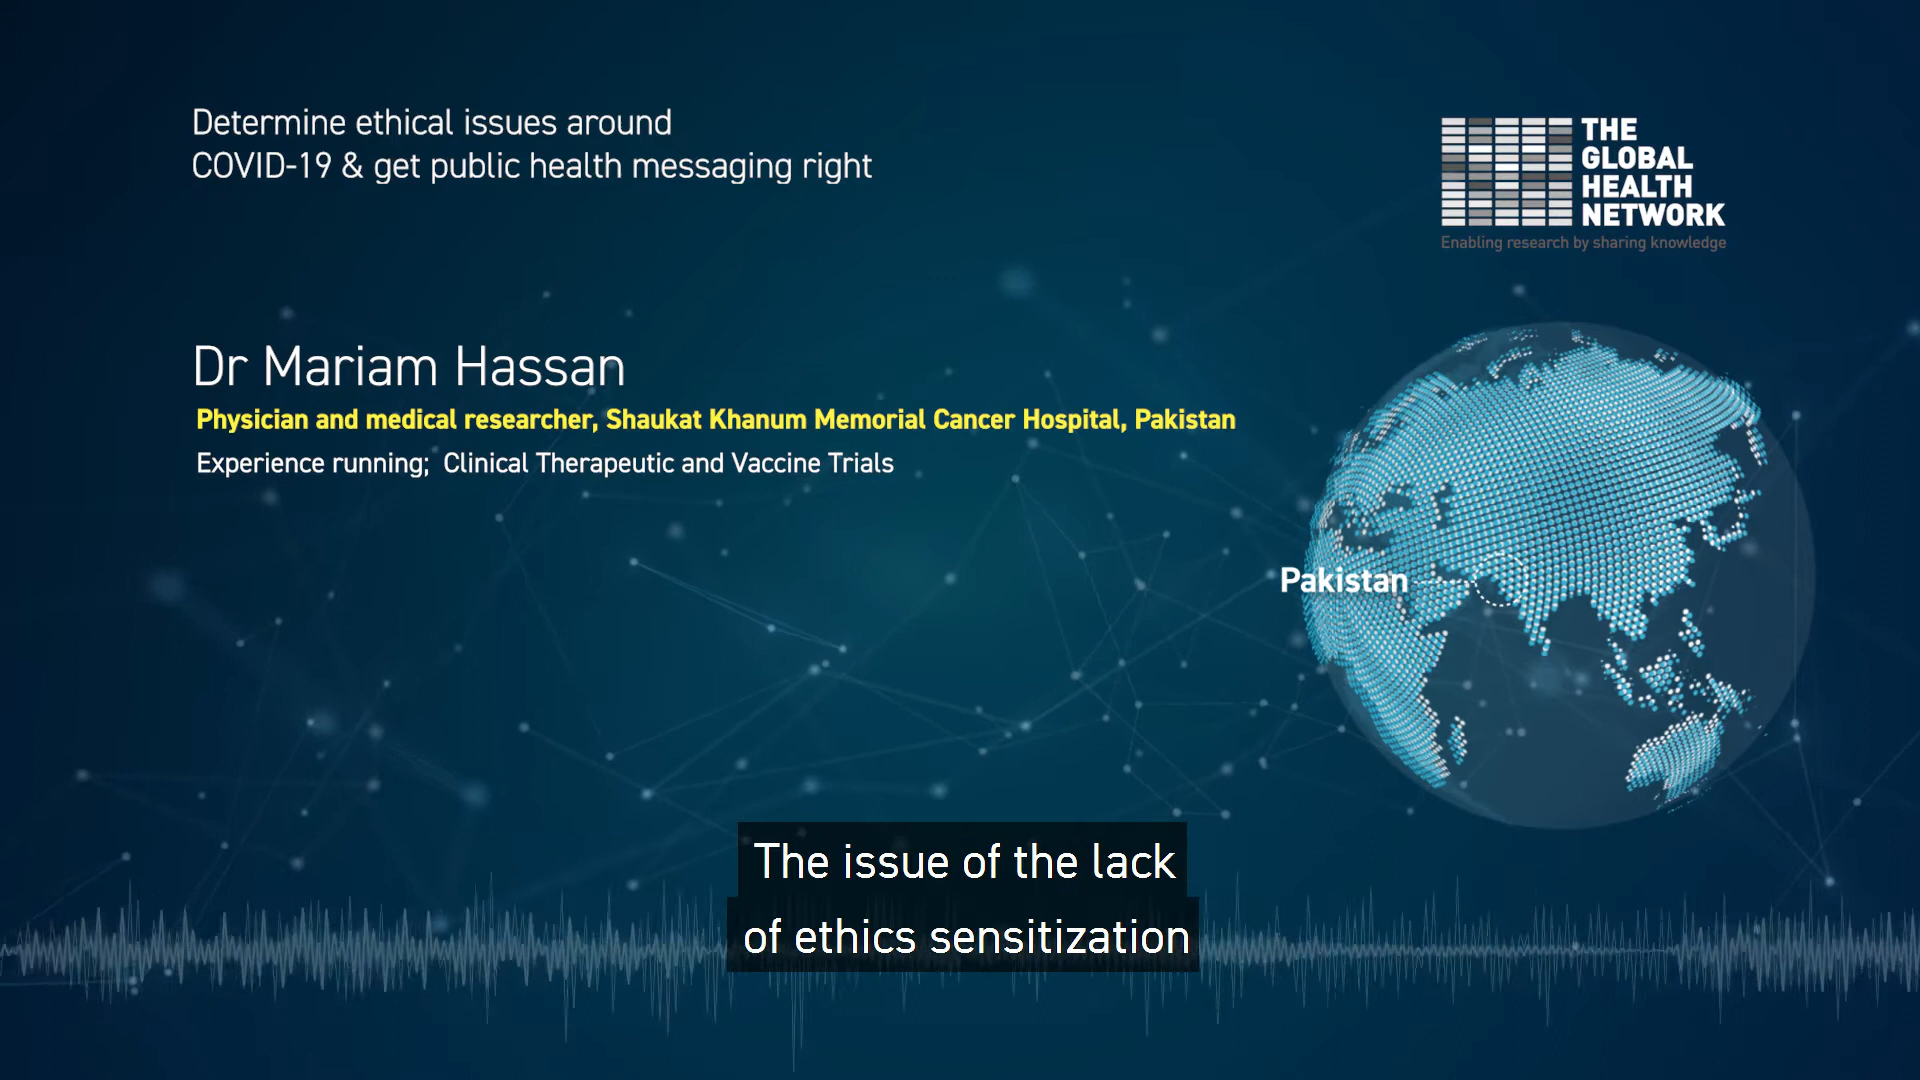 Determine ethical issues around
COVID-19 & get public health messaging right
THE
GLOBAL
HEALTH
NETWORK
Enabling research by sharing knowledge
Dr Mariam Hassan
Physician and medical researcher, Shaukat Khanum Memorial Cancer Hospital, Pakistan
Experience running; Clinical Therapeutic and Vaccine Trials
Pakistan
The issue of the lack
of ethics sensitization